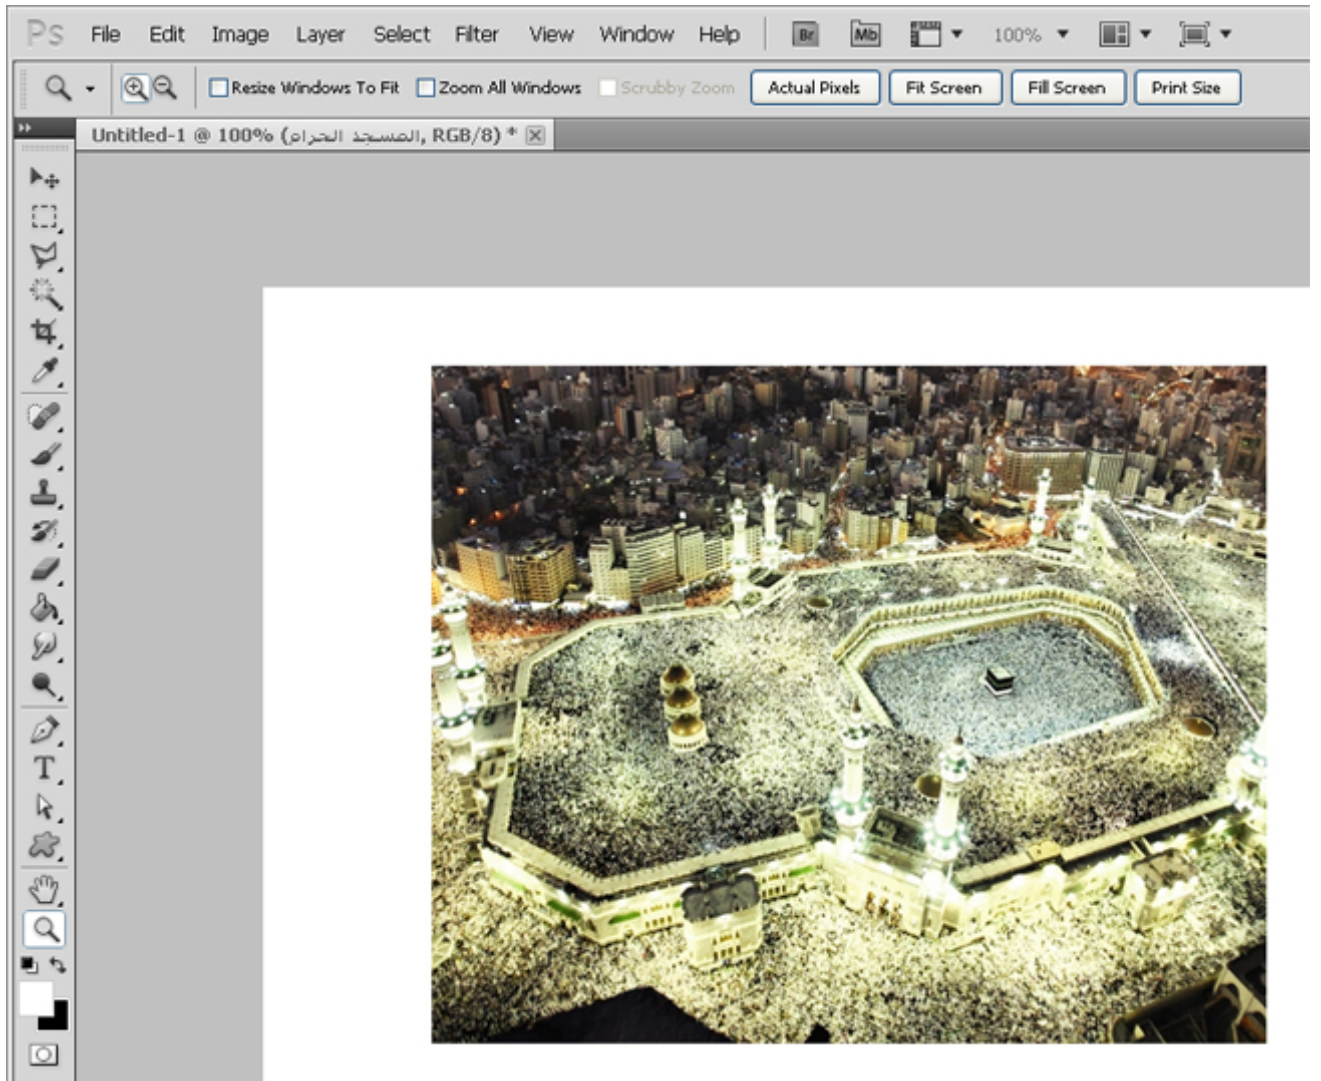 Ps File Edit Image Layer Select Filter View Window Help Br Mb 100%
Resize Windows To Fit Zoom All Windows Scrubby Zoom Actual Pixels Fit Screen Fill Screen Print Size
Untitled-1 @ 100% (المسجد الحرام, RGB/8) *
T